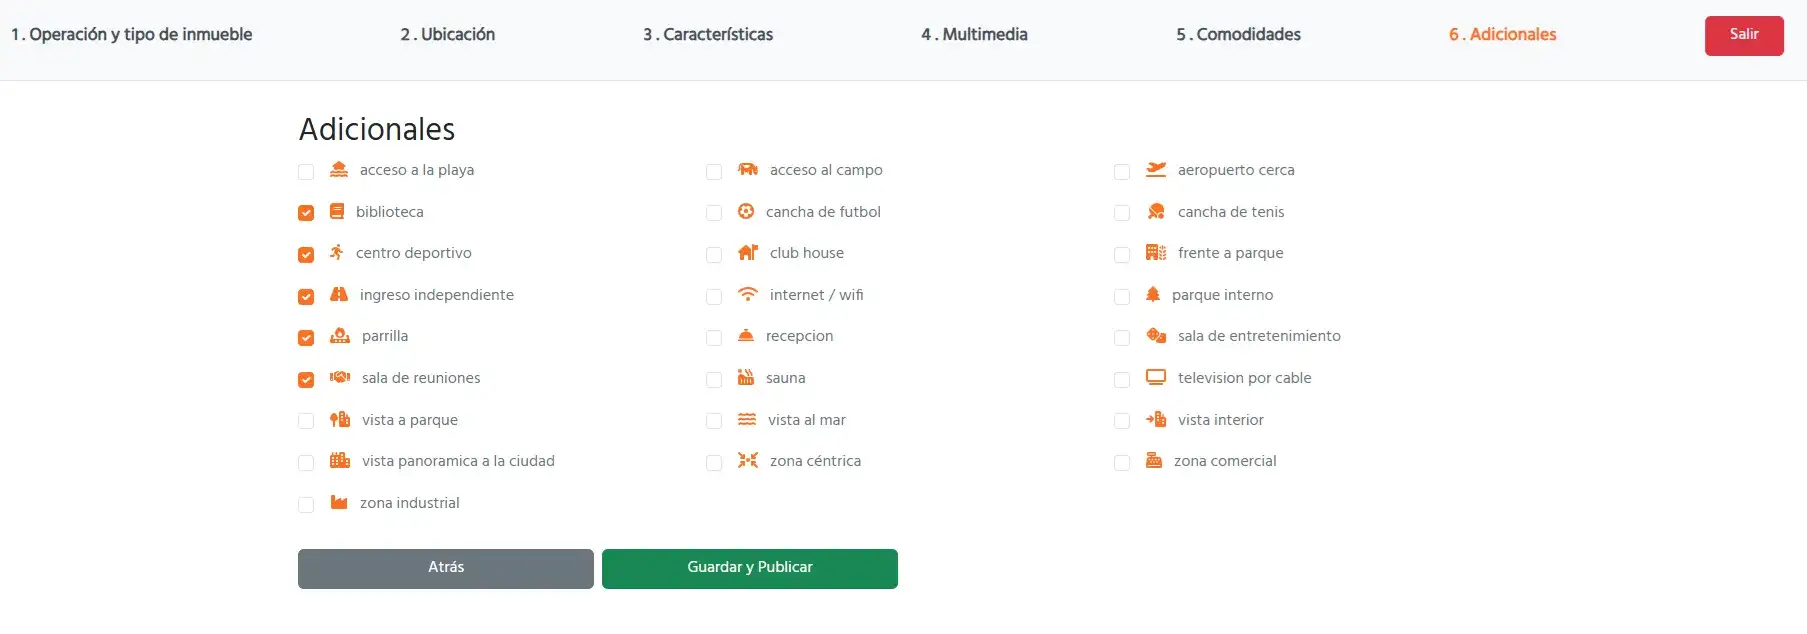 1 . Operación y tipo de inmueble 2 . Ubicación 3 . Características 4 . Multimedia 5 . Comodidades 6 . Adicionales Salir
Adicionales
acceso a la playa acceso al campo aeropuerto cerca
biblioteca cancha de futbol cancha de tenis
centro deportivo club house frente a parque
ingreso independiente internet / wifi parque interno
parrilla recepcion sala de entretenimiento
sala de reuniones sauna television por cable
vista a parque vista al mar vista interior
vista panoramica a la ciudad zona céntrica zona comercial
zona industrial
Atrás Guardar y Publicar